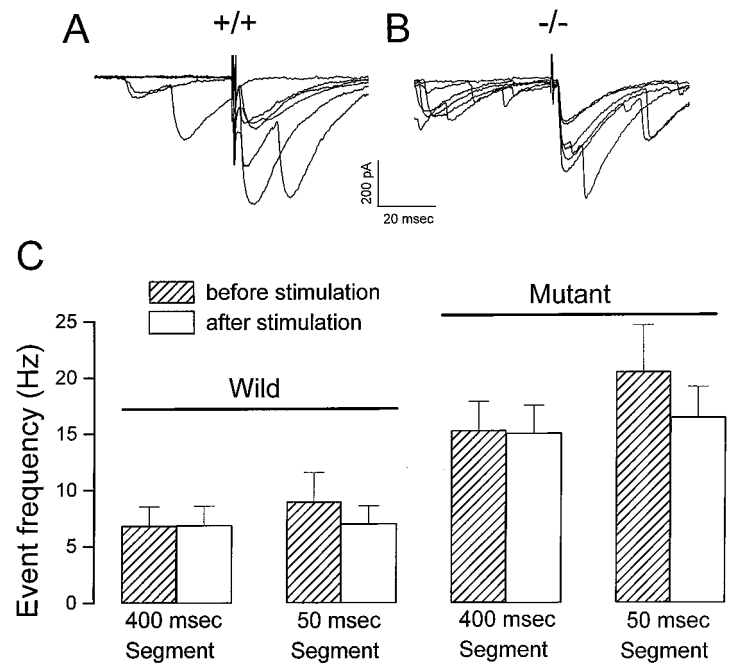 A
+/+
B
-/-
200 pA
20 msec
C
before stimulation
after stimulation
Wild
Mutant
Event frequency (Hz)
25
20
15
10
5
0
400 msec
Segment
50 msec
Segment
400 msec
Segment
50 msec
Segment